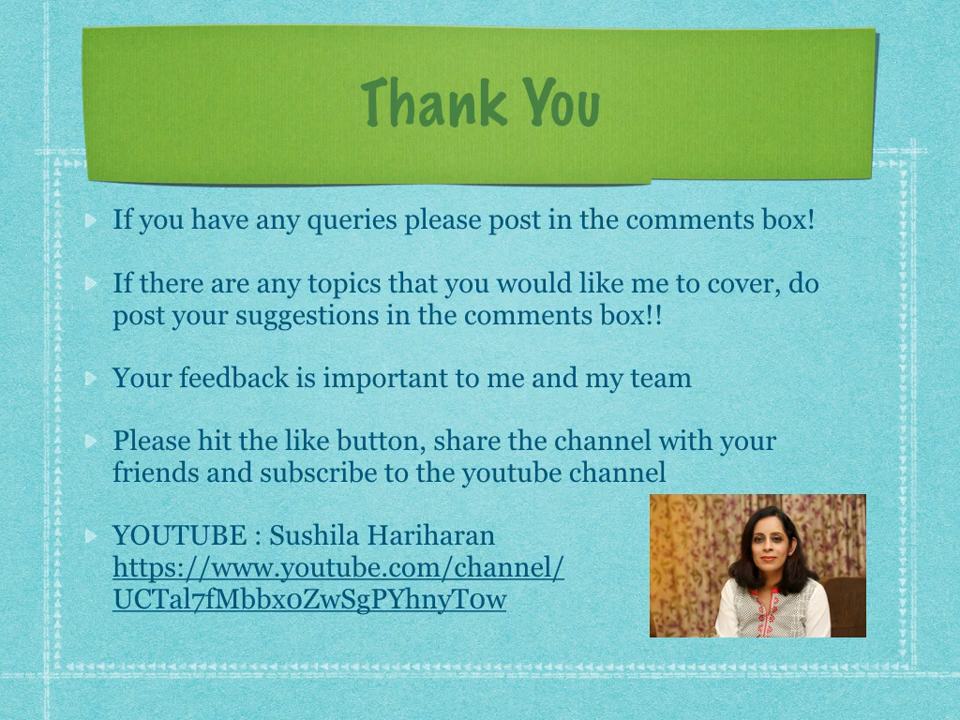 Thank You
If you have any queries please post in the comments box!
If there are any topics that you would like me to cover, do
post your suggestions in the comments box!!
Your feedback is important to me and my team
Please hit the like button, share the channel with your
friends and subscribe to the youtube channel
YOUTUBE : Sushila Hariharan
https://www.youtube.com/channel/
UCTal7fMbbx0ZwSgPYhnyT0w